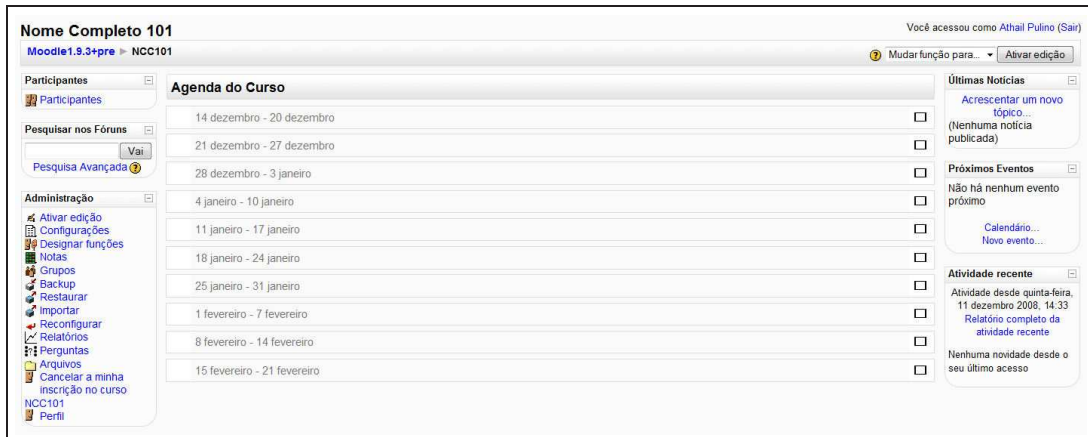 Nome Completo 101
Você acessou como Athail Pulino (Sair)
Moodle1.9.3+pre ► NCC101
Mudar função para...
Ativar edição
Participantes
Participantes
Pesquisar nos Fóruns
Vai
Pesquisa Avançada
Administração
Ativar edição
Configurações
Designar funções
Notas
Grupos
Backup
Restaurar
Importar
Reconfigurar
Relatórios
Perguntas
Arquivos
Cancelar a minha
inscrição no curso
NCC101
Perfil
Agenda do Curso
14 dezembro - 20 dezembro
21 dezembro - 27 dezembro
28 dezembro - 3 janeiro
4 janeiro - 10 janeiro
11 janeiro - 17 janeiro
18 janeiro - 24 janeiro
25 janeiro - 31 janeiro
1 fevereiro - 7 fevereiro
8 fevereiro - 14 fevereiro
15 fevereiro - 21 fevereiro
Últimas Notícias
Acrescentar um novo
tópico...
(Nenhuma notícia
publicada)
Próximos Eventos
Não há nenhum evento
próximo
Calendário...
Novo evento...
Atividade recente
Atividade desde quinta-feira,
11 dezembro 2008, 14:33
Relatório completo da
atividade recente
Nenhuma novidade desde o
seu último acesso